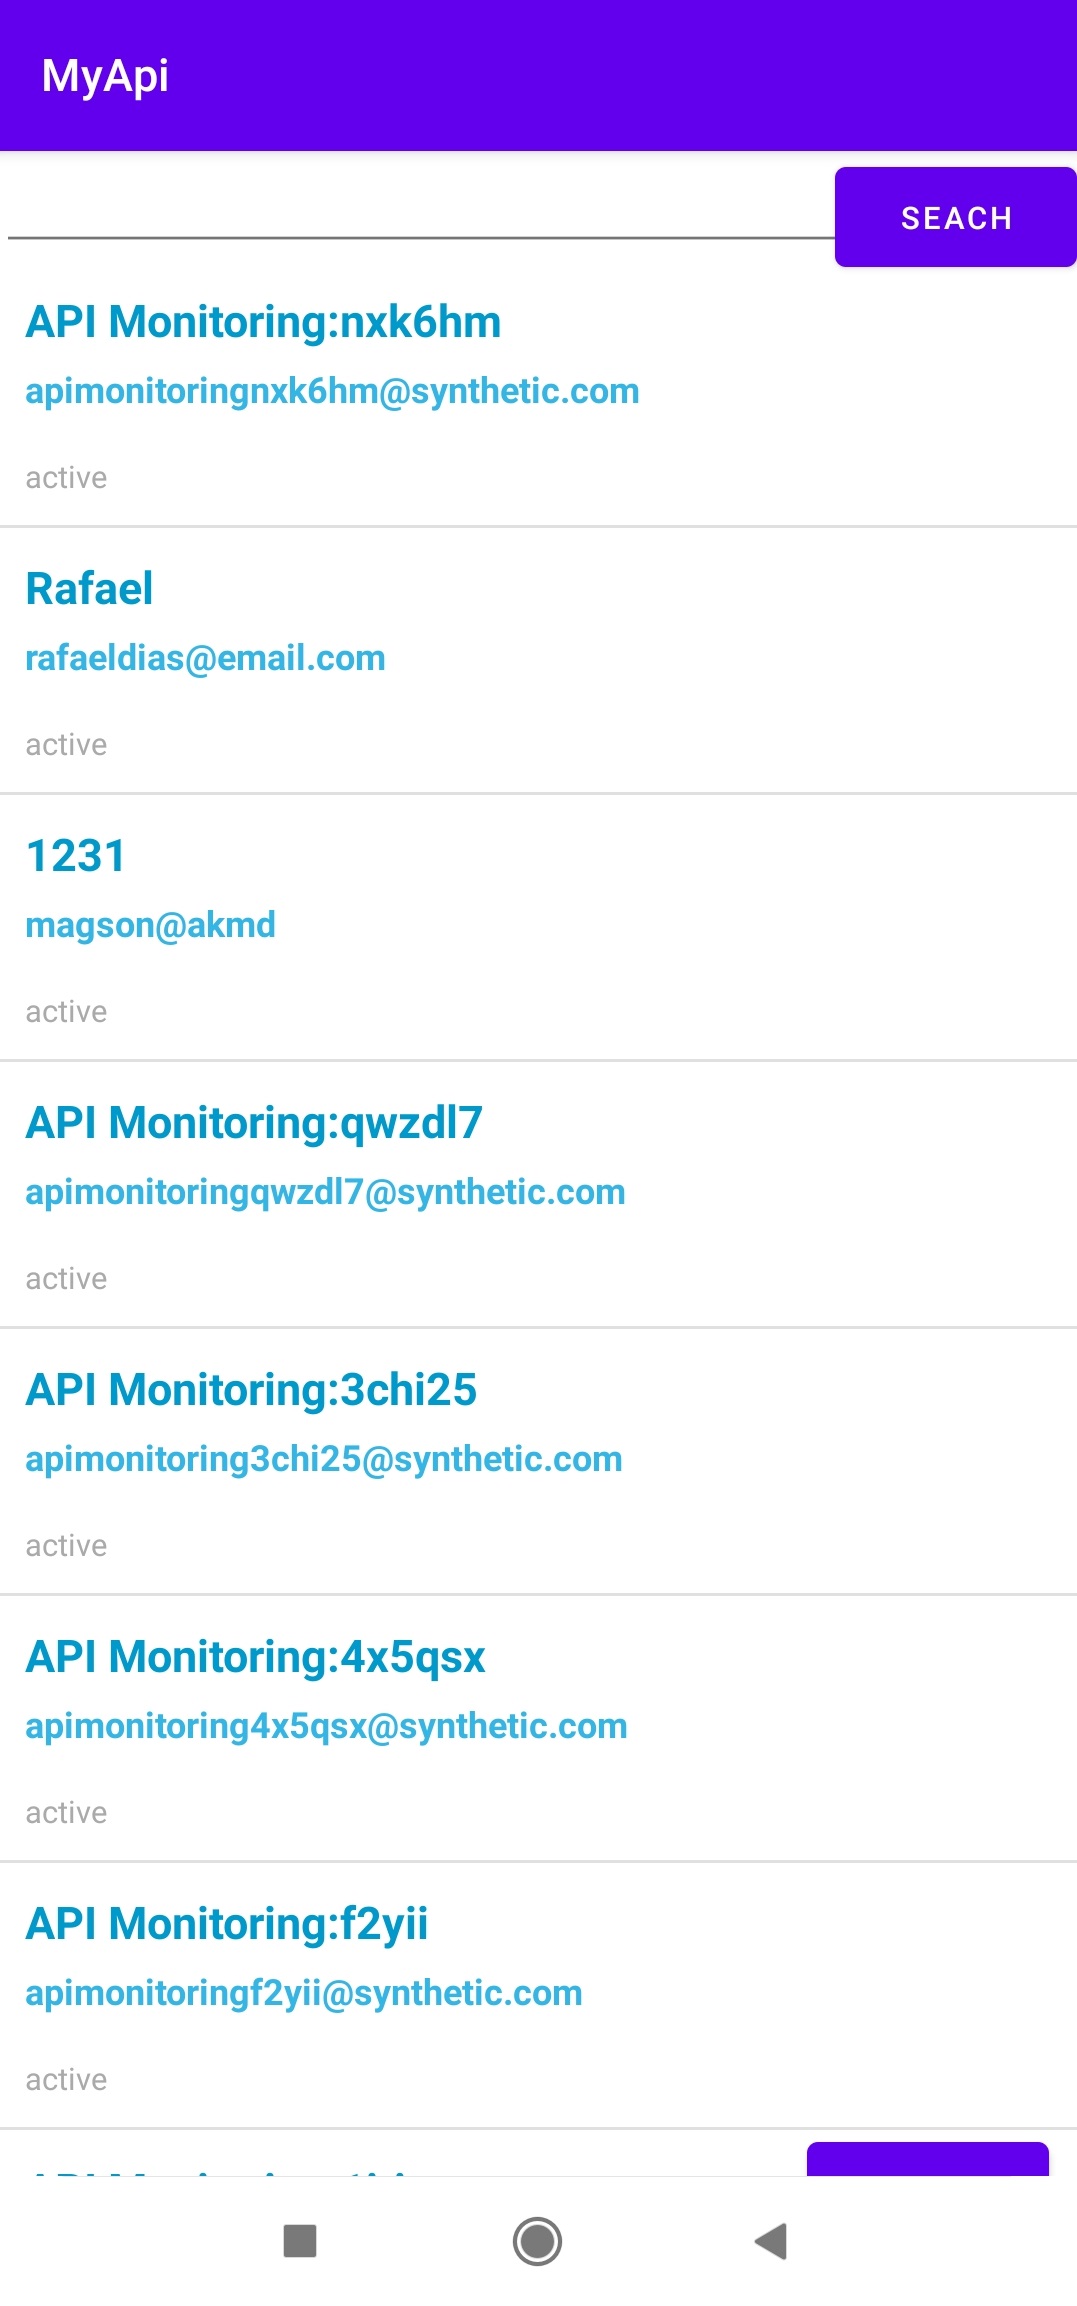 MyApi
SEACH
API Monitoring:nxk6hm
apimonitoringnxk6hm@synthetic.com
active
Rafael
rafaeldias@email.com
active
1231
magson@akmd
active
API Monitoring:qwzdl7
apimonitoringqwzdl7@synthetic.com
active
API Monitoring:3chi25
apimonitoring3chi25@synthetic.com
active
API Monitoring:4x5qsx
apimonitoring4x5qsx@synthetic.com
active
API Monitoring:f2yii
apimonitoringf2yii@synthetic.com
active